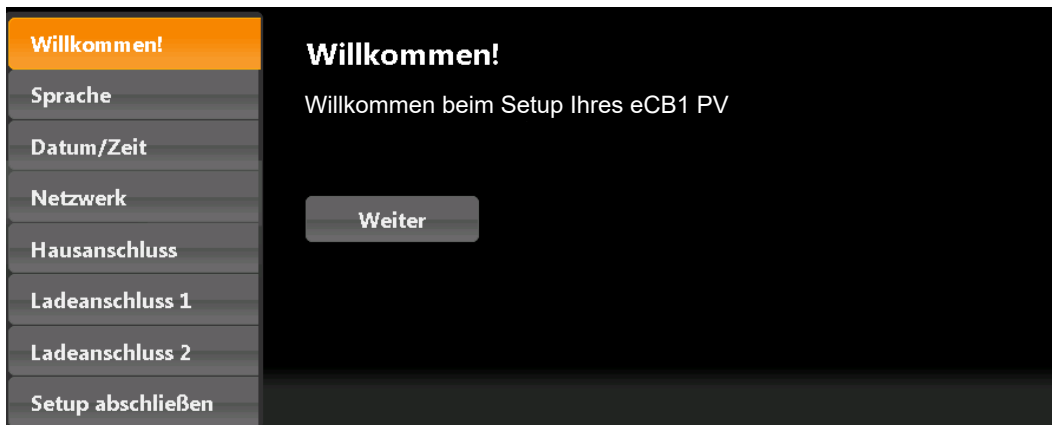 Willkommen!
Sprache
Datum/Zeit
Netzwerk
Hausanschluss
Ladeanschluss 1
Ladeanschluss 2
Setup abschließen
Willkommen!
Willkommen beim Setup Ihres eCB1 PV
Weiter